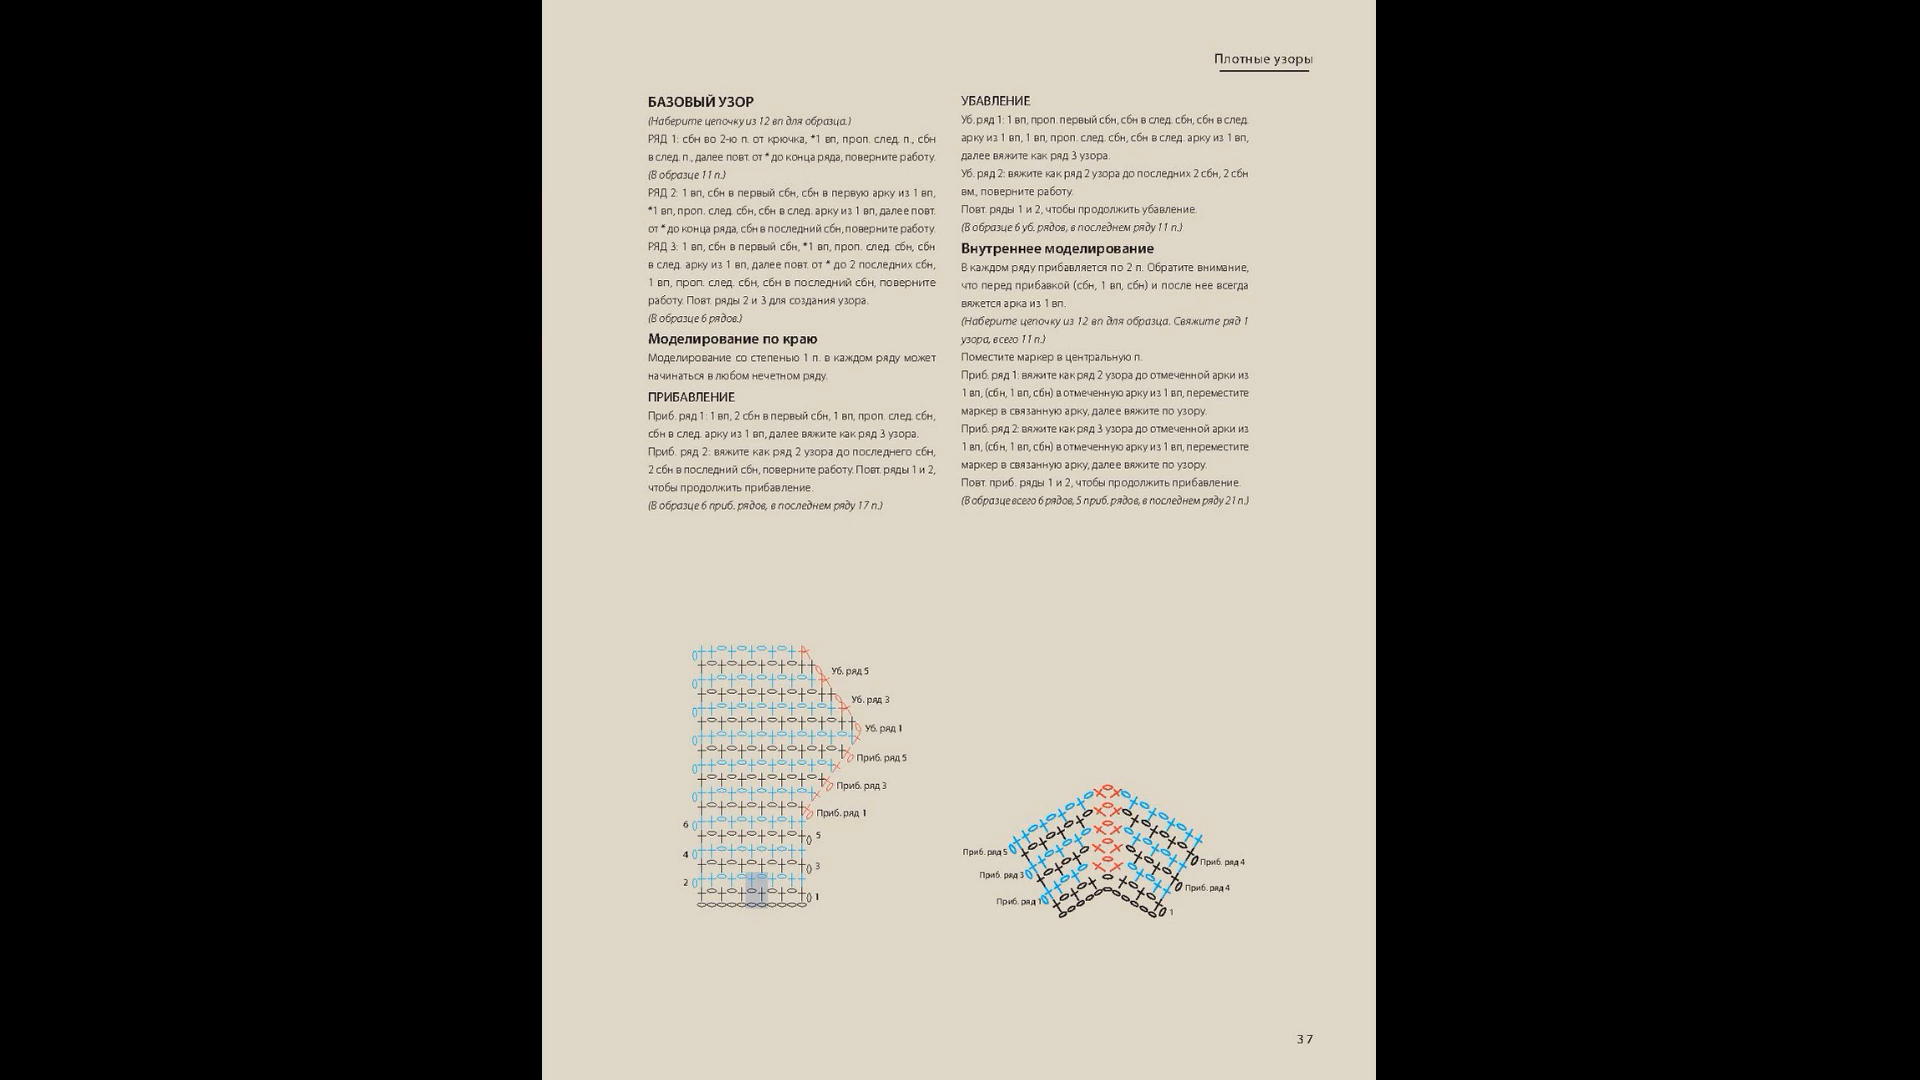 Плотные узоры
БАЗОВЫЙ УЗОР
(Наберите цепочку из 12 вп для образца.)
РЯД 1: сбн во 2-ю п. от крючка, *1 вп, проп. след. п., сбн
в след. п., далее повт. от * до конца ряда, поверните работу.
(В образце 11 п.)
РЯД 2: 1 вп, сбн в первый сбн, сбн в первую арку из 1 вп,
*1 вп, проп. след. сбн, сбн в след. арку из 1 вп, далее повт.
от * до конца ряда, сбн в последний сбн, поверните работу.
РЯД 3: 1 вп, сбн в первый сбн, *1 вп, проп. след. сбн, сбн
в след. арку из 1 вп, далее повт. от * до 2 последних сбн,
1 вп, проп. след. сбн, сбн в последний сбн, поверните
работу. Повт. ряды 2 и 3 для создания узора.
(В образце 6 рядов.)
Моделирование по краю
Моделирование со степенью 1 п. в каждом ряду может
начинаться в любом нечетном ряду.
ПРИБАВЛЕНИЕ
Приб. ряд 1: 1 вп, 2 сбн в первый сбн, 1 вп, проп. след. сбн,
сбн в след. арку из 1 вп, далее вяжите как ряд 3 узора.
Приб. ряд 2: вяжите как ряд 2 узора до последнего сбн,
2 сбн в последний сбн, поверните работу. Повт. ряды 1 и 2,
чтобы продолжить прибавление.
(В образце 6 приб. рядов, в последнем ряду 17 п.)
УБАВЛЕНИЕ
Уб. ряд 1: 1 вп, проп. первый сбн, сбн в след. сбн, сбн в след.
арку из 1 вп, 1 вп, проп. след. сбн, сбн в след. арку из 1 вп,
далее вяжите как ряд 3 узора.
Уб. ряд 2: вяжите как ряд 2 узора до последних 2 сбн, 2 сбн
вм., поверните работу.
Повт. ряды 1 и 2, чтобы продолжить убавление.
(В образце 6 уб. рядов, в последнем ряду 11 п.)
Внутреннее моделирование
В каждом ряду прибавляется по 2 п. Обратите внимание,
что перед прибавкой (сбн, 1 вп, сбн) и после нее всегда
вяжется арка из 1 вп.
(Наберите цепочку из 12 вп для образца. Свяжите ряд 1
узора, всего 11 п.)
Поместите маркер в центральную п.
Приб. ряд 1: вяжите как ряд 2 узора до отмеченной арки из
1 вп, (сбн, 1 вп, сбн) в отмеченную арку из 1 вп, переместите
маркер в связанную арку, далее вяжите по узору.
Приб. ряд 2: вяжите как ряд 3 узора до отмеченной арки из
1 вп, (сбн, 1 вп, сбн) в отмеченную арку из 1 вп, переместите
маркер в связанную арку, далее вяжите по узору.
Повт. приб. ряды 1 и 2, чтобы продолжить прибавление.
(В образце всего 6 рядов, 5 приб. рядов, в последнем ряду 21 п.)
Уб. ряд 5
Уб. ряд 3
Уб. ряд 1
Приб. ряд 5
Приб. ряд 3
Приб. ряд 1
6
5
4
3
2
1
Приб. ряд 5
Приб. ряд 4
Приб. ряд 3
Приб. ряд 4
Приб. ряд 1
1
37